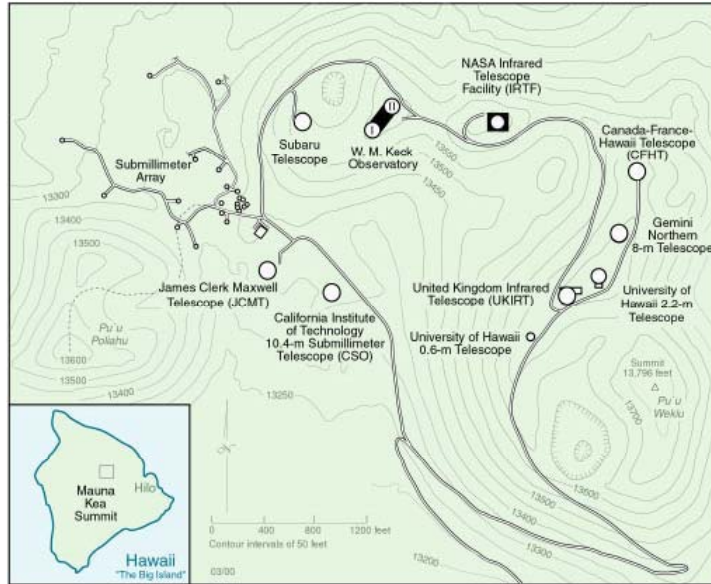 NASA Infrared
Telescope
Facility (IRTF)
Canada-France-
Hawaii Telescope
(CFHT)
II
I
Subaru
Telescope
W. M. Keck
Observatory
13550
13500
13450
Submillimeter
Array
13300
13400
13500
Gemini
Northern
8-m Telescope
James Clerk Maxwell
Telescope (JCMT)
United Kingdom Infrared
Telescope (UKIRT)
University of
Hawaii 2.2-m
Telescope
California Institute
of Technology
10.4-m Submillimeter
Telescope (CSO)
University of Hawaii
0.6-m Telescope
Pu'u
Poliahu
13600
13500
13400
13250
Summit
13,796 feet
Pu'u
Wekiu
13700
N
Mauna
Kea
Summit
Hilo
Hawaii
"The Big Island"
0 400 800 1200 feet
Contour intervals of 50 feet
03/00
13600
13500
13400
13300
13200